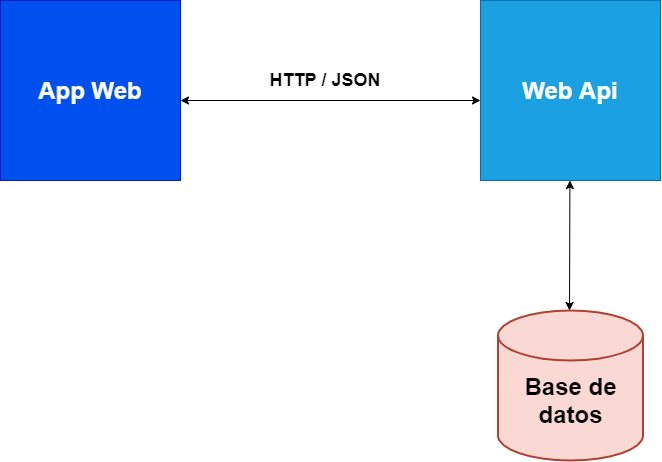 App Web
HTTP / JSON
Web Api
Base de
datos